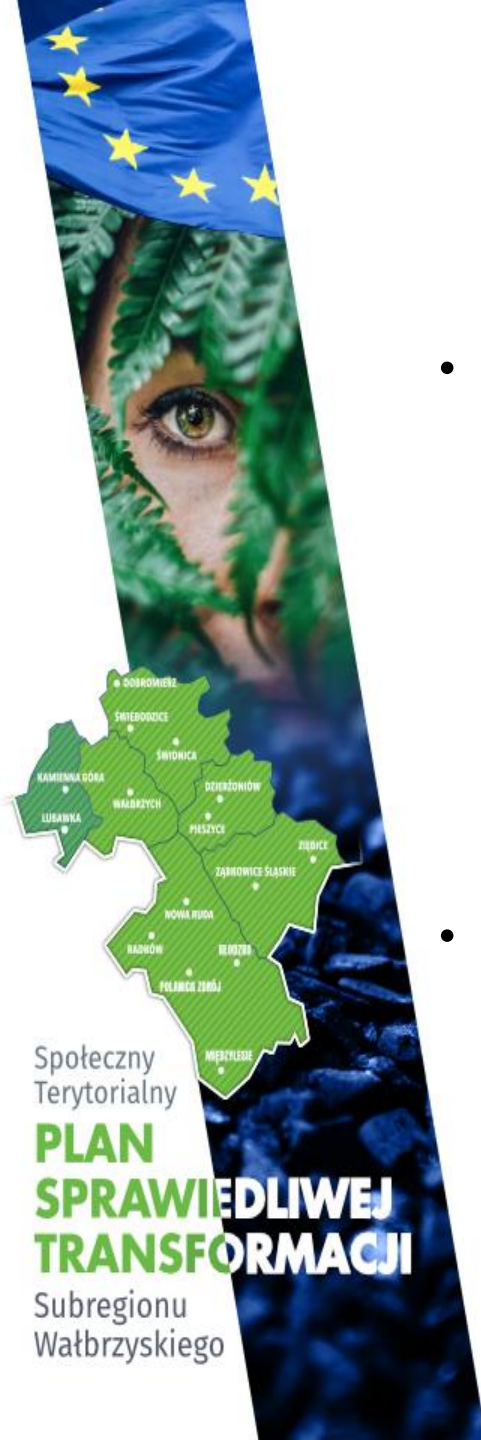 DOBROMIERZ
ŚWIEBODZICE
ŚWIDNICA
KAMIENNA GÓRA
DZIERŻONIÓW
WAŁBRZYCH
LUBAWKA
PIESZYCE
ZIĘBICE
ZĄBKOWICE ŚLĄSKIE
NOWA RUDA
RADKÓW
KŁODZKO
POLANICA ZDRÓJ
MIĘDZYLESIE
Społeczny
Terytorialny
PLAN
SPRAWIEDLIWEJ
TRANSFORMACJI
Subregionu
Wałbrzyskiego